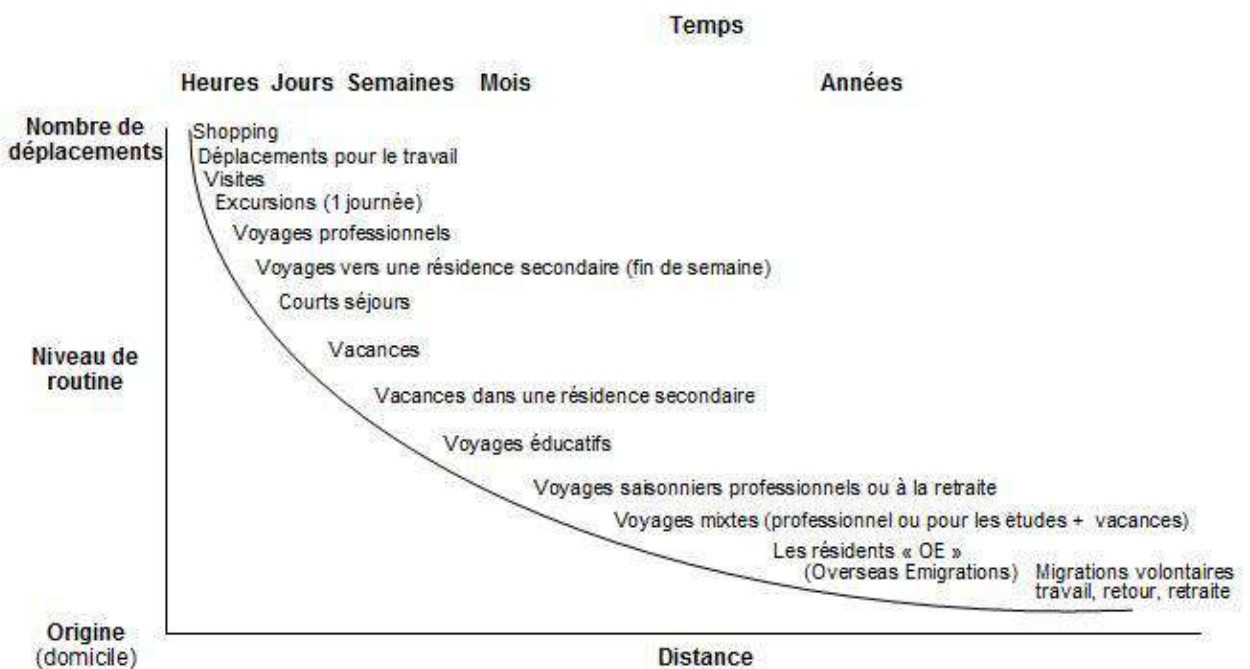 Temps
Heures Jours Semaines Mois Années
Nombre de
déplacements
Shopping
Déplacements pour le travail
Visites
Excursions (1 journée)
Voyages professionnels
Voyages vers une résidence secondaire (fin de semaine)
Courts séjours
Niveau de
routine
Vacances
Vacances dans une résidence secondaire
Voyages éducatifs
Voyages saisonniers professionnels ou à la retraite
Voyages mixtes (professionnel ou pour les études + vacances)
Les résidents « OE »
(Overseas Emigrations)
Migrations volontaires
travail, retour, retraite
Origine
(domicile)
Distance